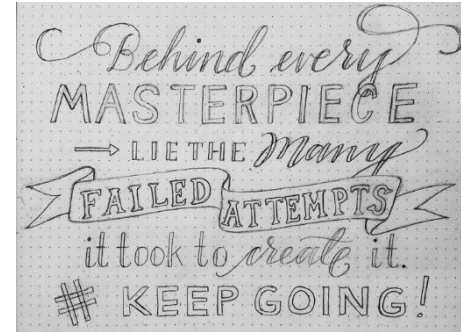 Behind every
MASTERPIECE
→ LIE THE Many
FAILED ATTEMPTS
it took to create it.
# KEEP GOING!